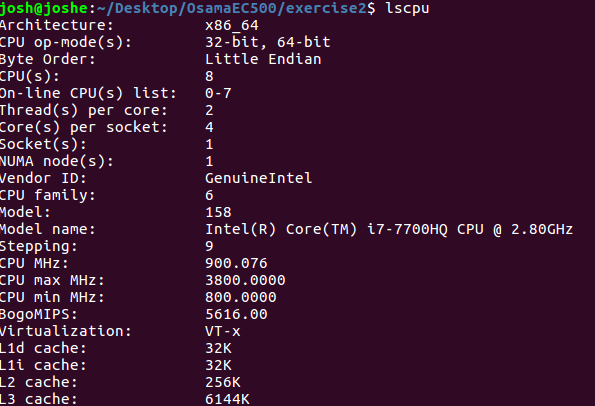 josh@joshe:~/Desktop/OsamaEC500/exercise2$ lscpu
Architecture:          x86_64
CPU op-mode(s):        32-bit, 64-bit
Byte Order:            Little Endian
CPU(s):                8
On-line CPU(s) list:   0-7
Thread(s) per core:    2
Core(s) per socket:    4
Socket(s):             1
NUMA node(s):          1
Vendor ID:             GenuineIntel
CPU family:            6
Model:                 158
Model name:            Intel(R) Core(TM) i7-7700HQ CPU @ 2.80GHz
Stepping:              9
CPU MHz:               900.076
CPU max MHz:           3800.0000
CPU min MHz:           800.0000
BogoMIPS:              5616.00
Virtualization:        VT-x
L1d cache:             32K
L1i cache:             32K
L2 cache:              256K
L3 cache:              6144K